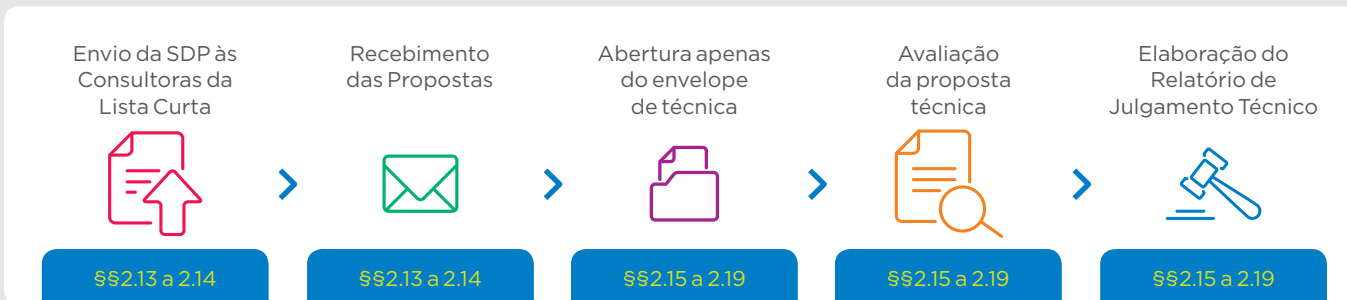 Envio da SDP às
Consultoras da
Lista Curta
Recebimento
das Propostas
Abertura apenas
do envelope
de técnica
Avaliação
da proposta
técnica
Elaboração do
Relatório de
Julgamento Técnico
§§2.13 a 2.14
§§2.13 a 2.14
§§2.15 a 2.19
§§2.15 a 2.19
§§2.15 a 2.19